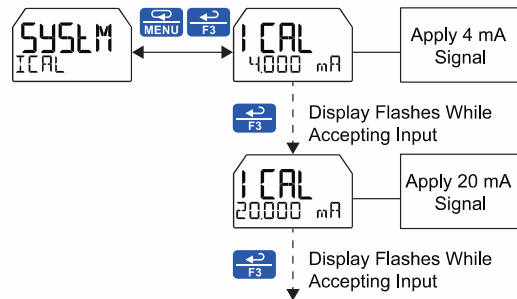 SYSTEM
ICAL
MENU
F3
I CAL
4.000 mA
Apply 4 mA
Signal
F3
Display Flashes While
Accepting Input
I CAL
20.000 mA
Apply 20 mA
Signal
F3
Display Flashes While
Accepting Input